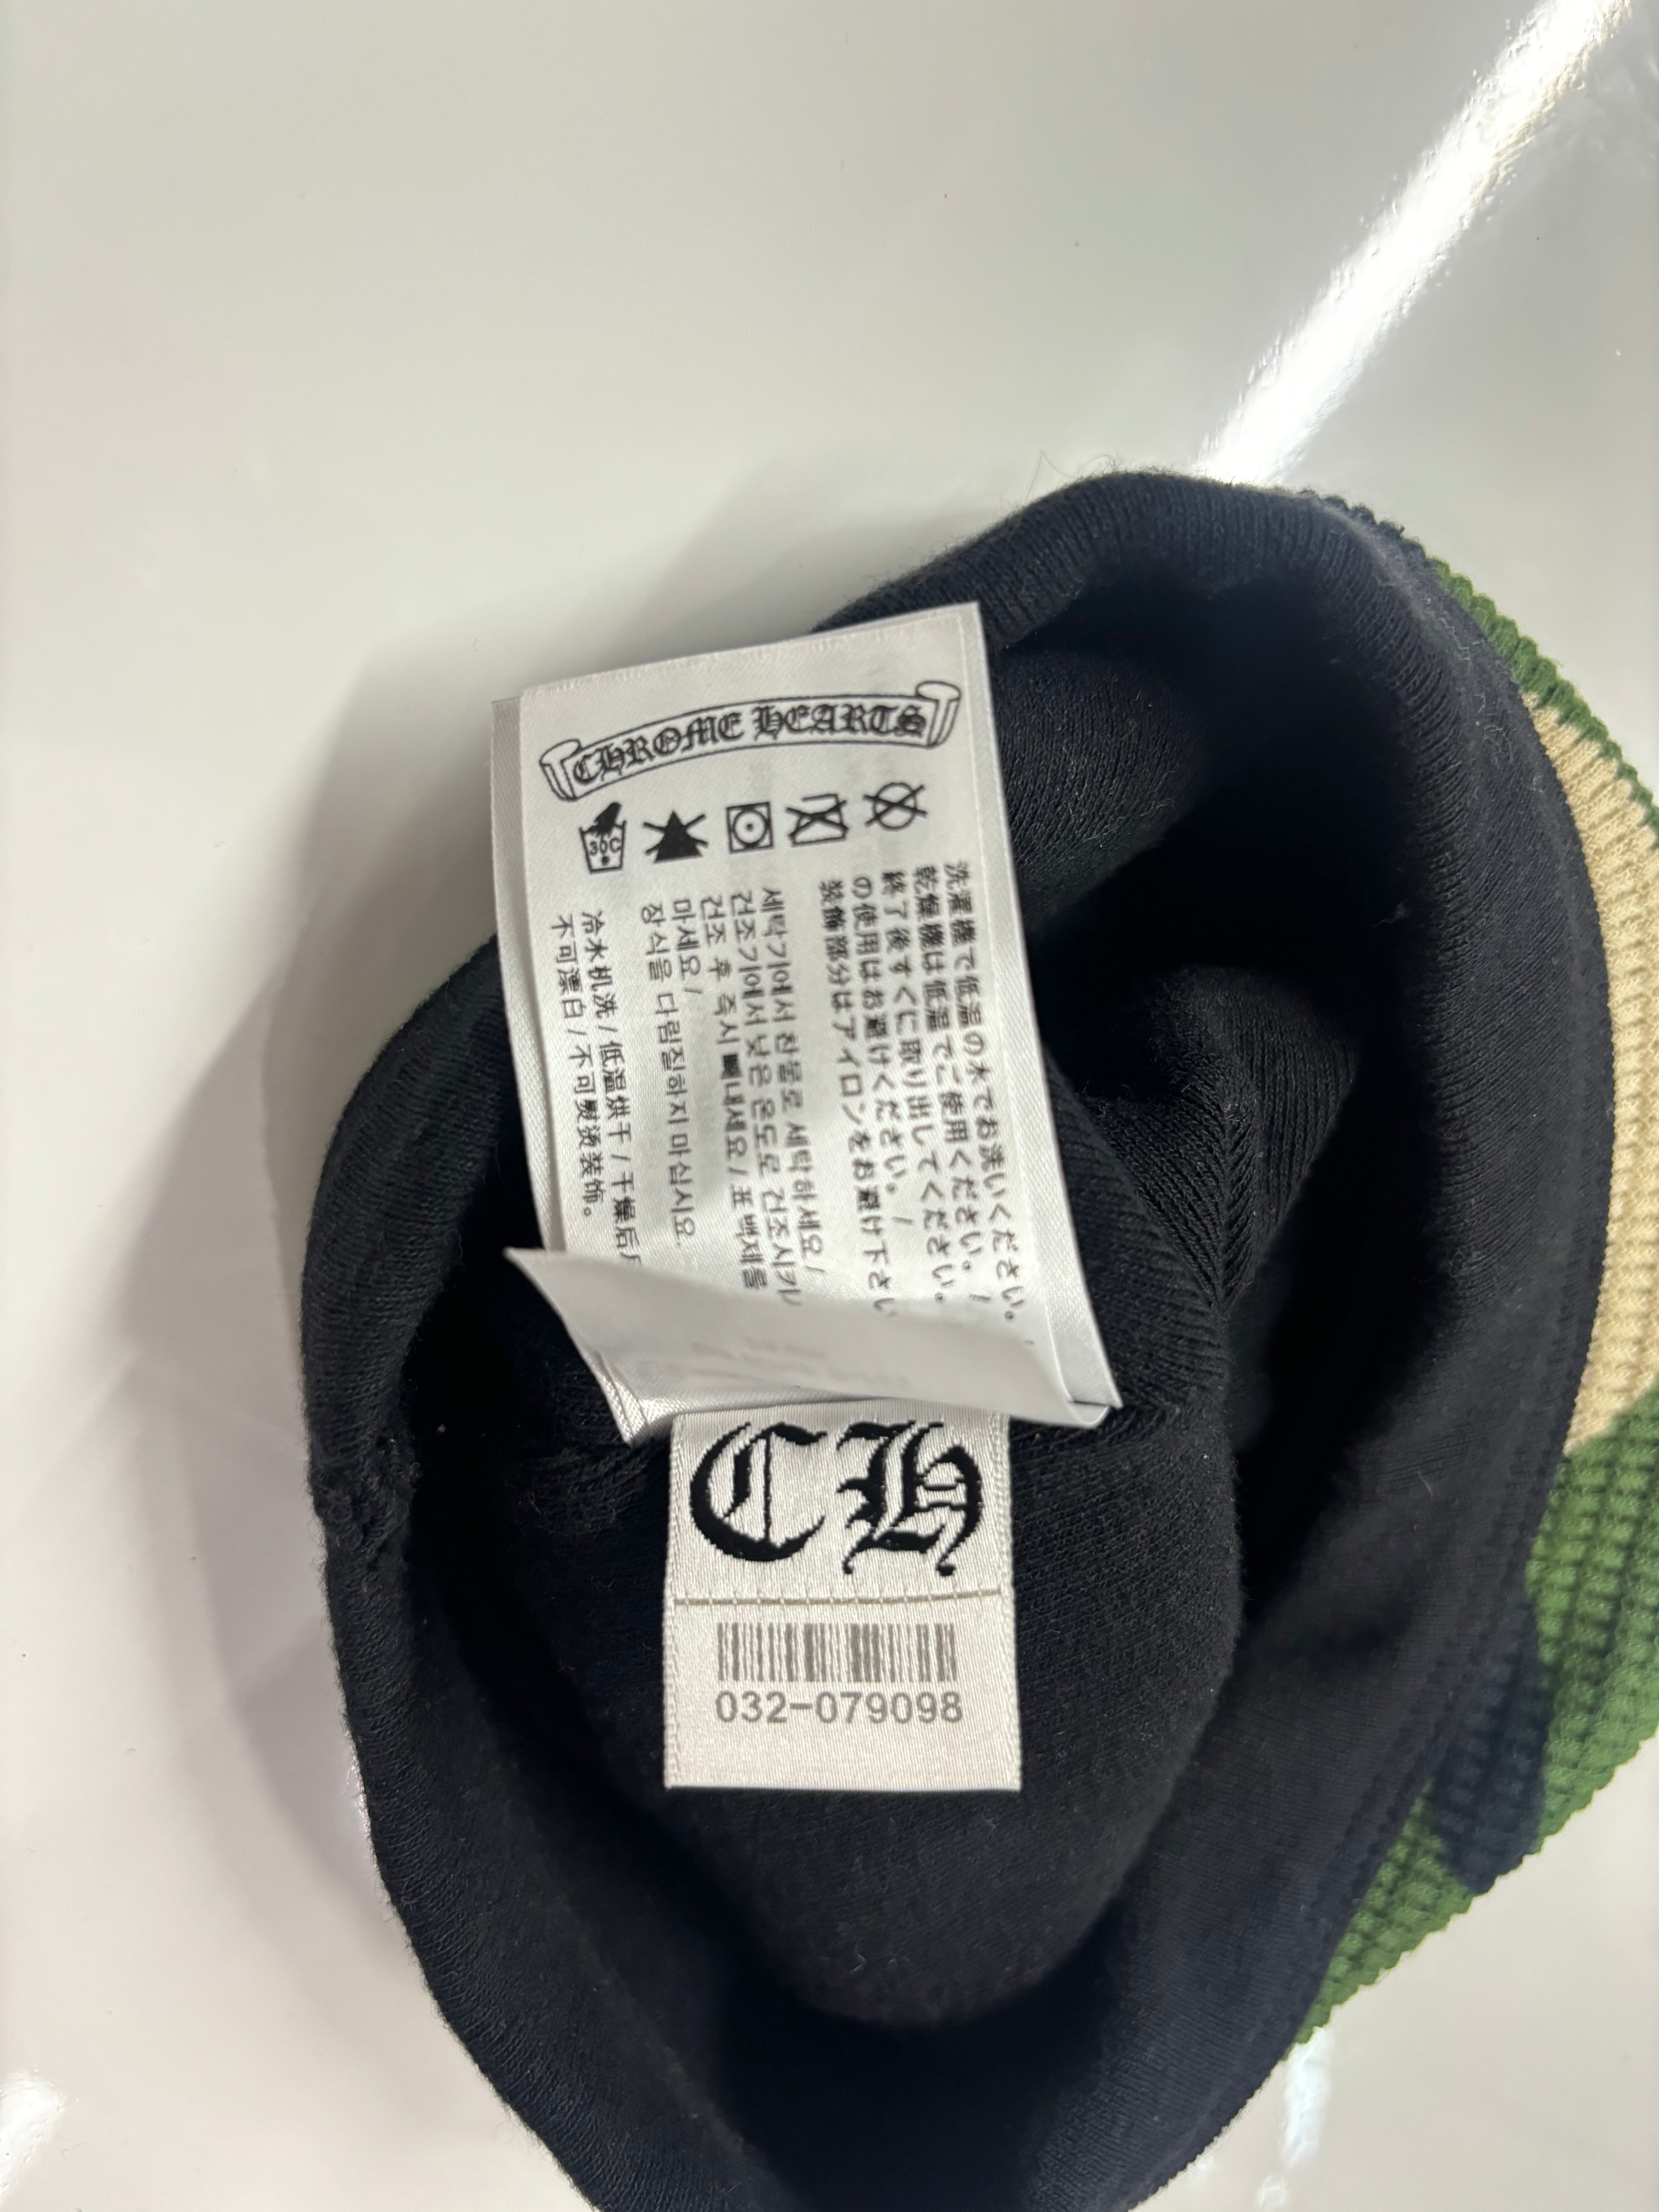 CHROME HEARTS
30C
洗濯機で低温の水でお洗いください。/
乾燥機は低温でご使用ください。/
終了後すぐに取り出してください。
の使用はお避けください。/
装飾部分はアイロンをお避け下さい
세탁기에서 찬물로 세탁하세요/
건조기에서 낮은 온도로 건조시키
건조 후 즉시 빼내세요/표백제를
마세요/
장식을 다림질하지 마십시요.
冷水机洗/低温烘干/干燥后
不可漂白/不可熨烫装饰。
CH
032-079098